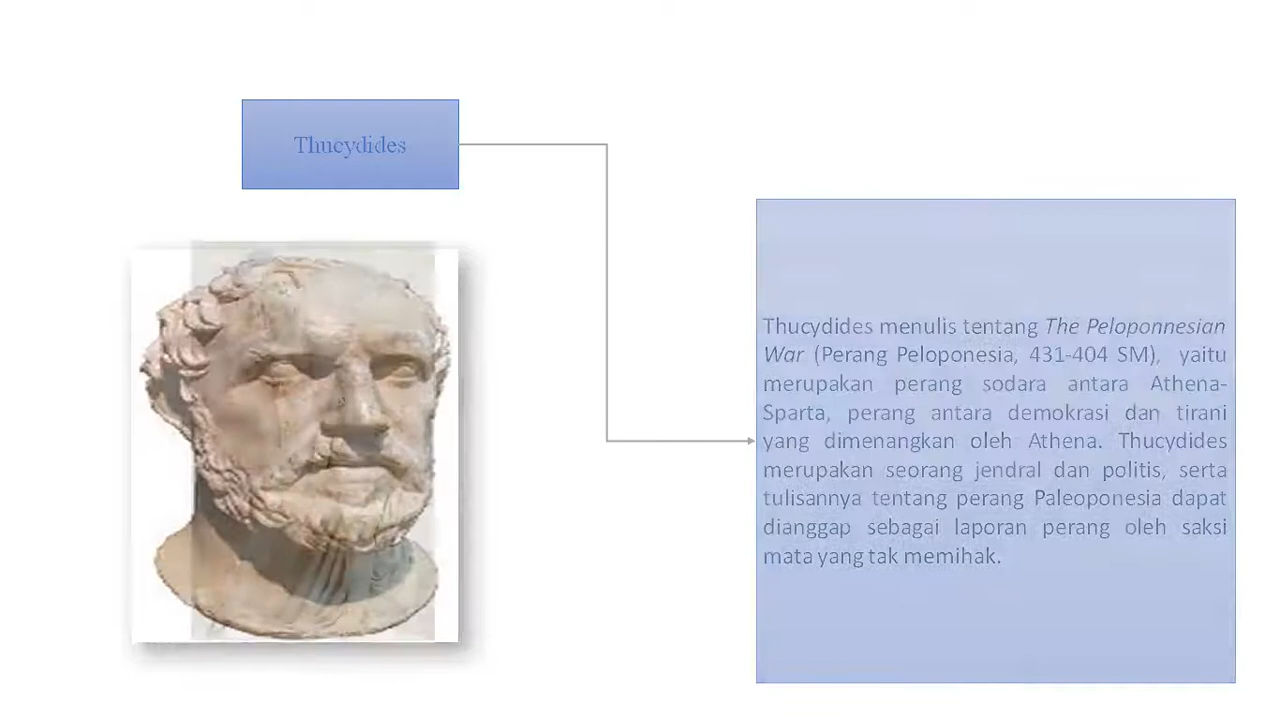 Thucydides
Thucydides menulis tentang The Peloponnesian
War (Perang Peloponesia, 431-404 SM), yaitu
merupakan perang sodara antara Athena-
Sparta, perang antara demokrasi dan tirani
yang dimenangkan oleh Athena. Thucydides
merupakan seorang jendral dan politis, serta
tulisannya tentang perang Paleoponesia dapat
dianggap sebagai laporan perang oleh saksi
mata yang tak memihak.